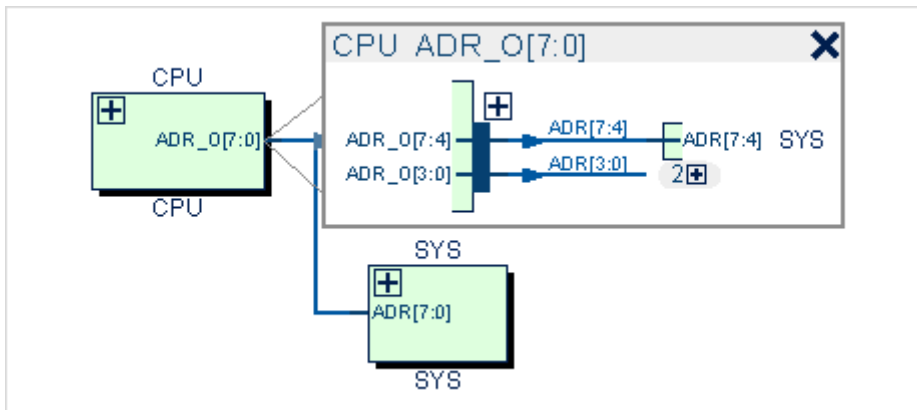 CPU ADR_O[7:0]
CPU
ADR_O[7:0]
CPU
ADR_O[7:4]
ADR[7:4]
ADR[7:4]
SYS
ADR_O[3:0]
ADR[3:0]
2
SYS
ADR[7:0]
SYS